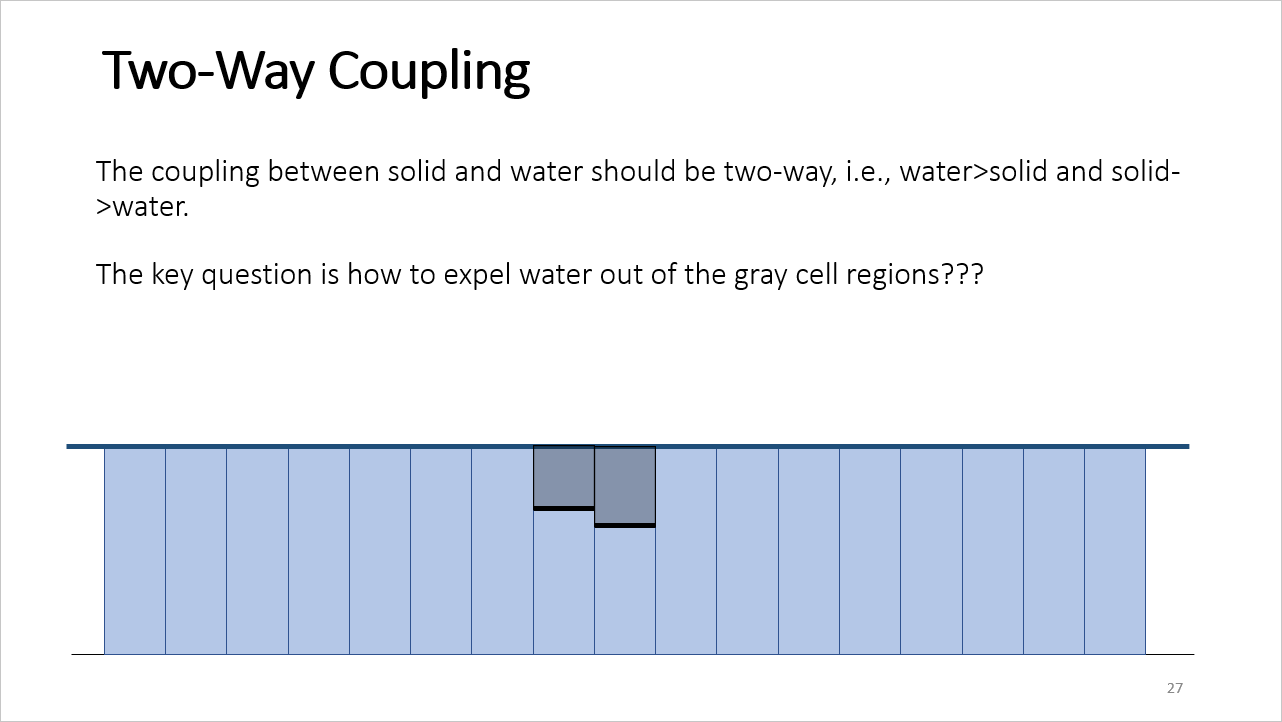 Two-Way Coupling
The coupling between solid and water should be two-way, i.e., water>solid and solid-
>water.
The key question is how to expel water out of the gray cell regions???
27